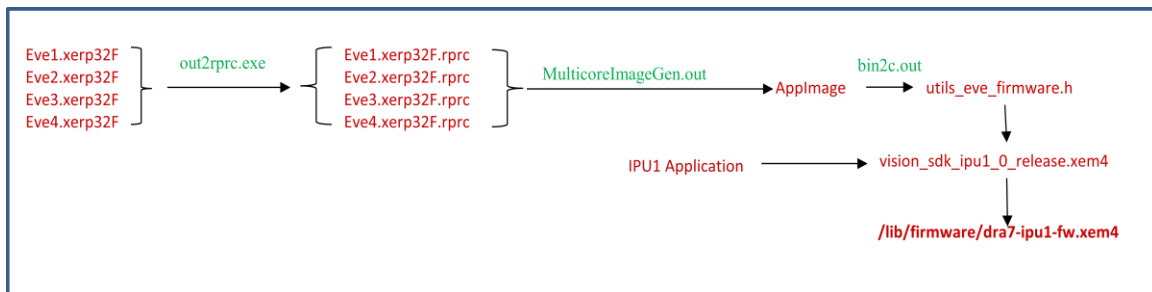 Eve1.xerp32F
Eve2.xerp32F
Eve3.xerp32F
Eve4.xerp32F
out2rprc.exe
Eve1.xerp32F.rprc
Eve2.xerp32F.rprc
Eve3.xerp32F.rprc
Eve4.xerp32F.rprc
MulticoreImageGen.out
AppImage
bin2c.out
utils_eve_firmware.h
IPU1 Application
vision_sdk_ipu1_0_release.xem4
/lib/firmware/dra7-ipu1-fw.xem4